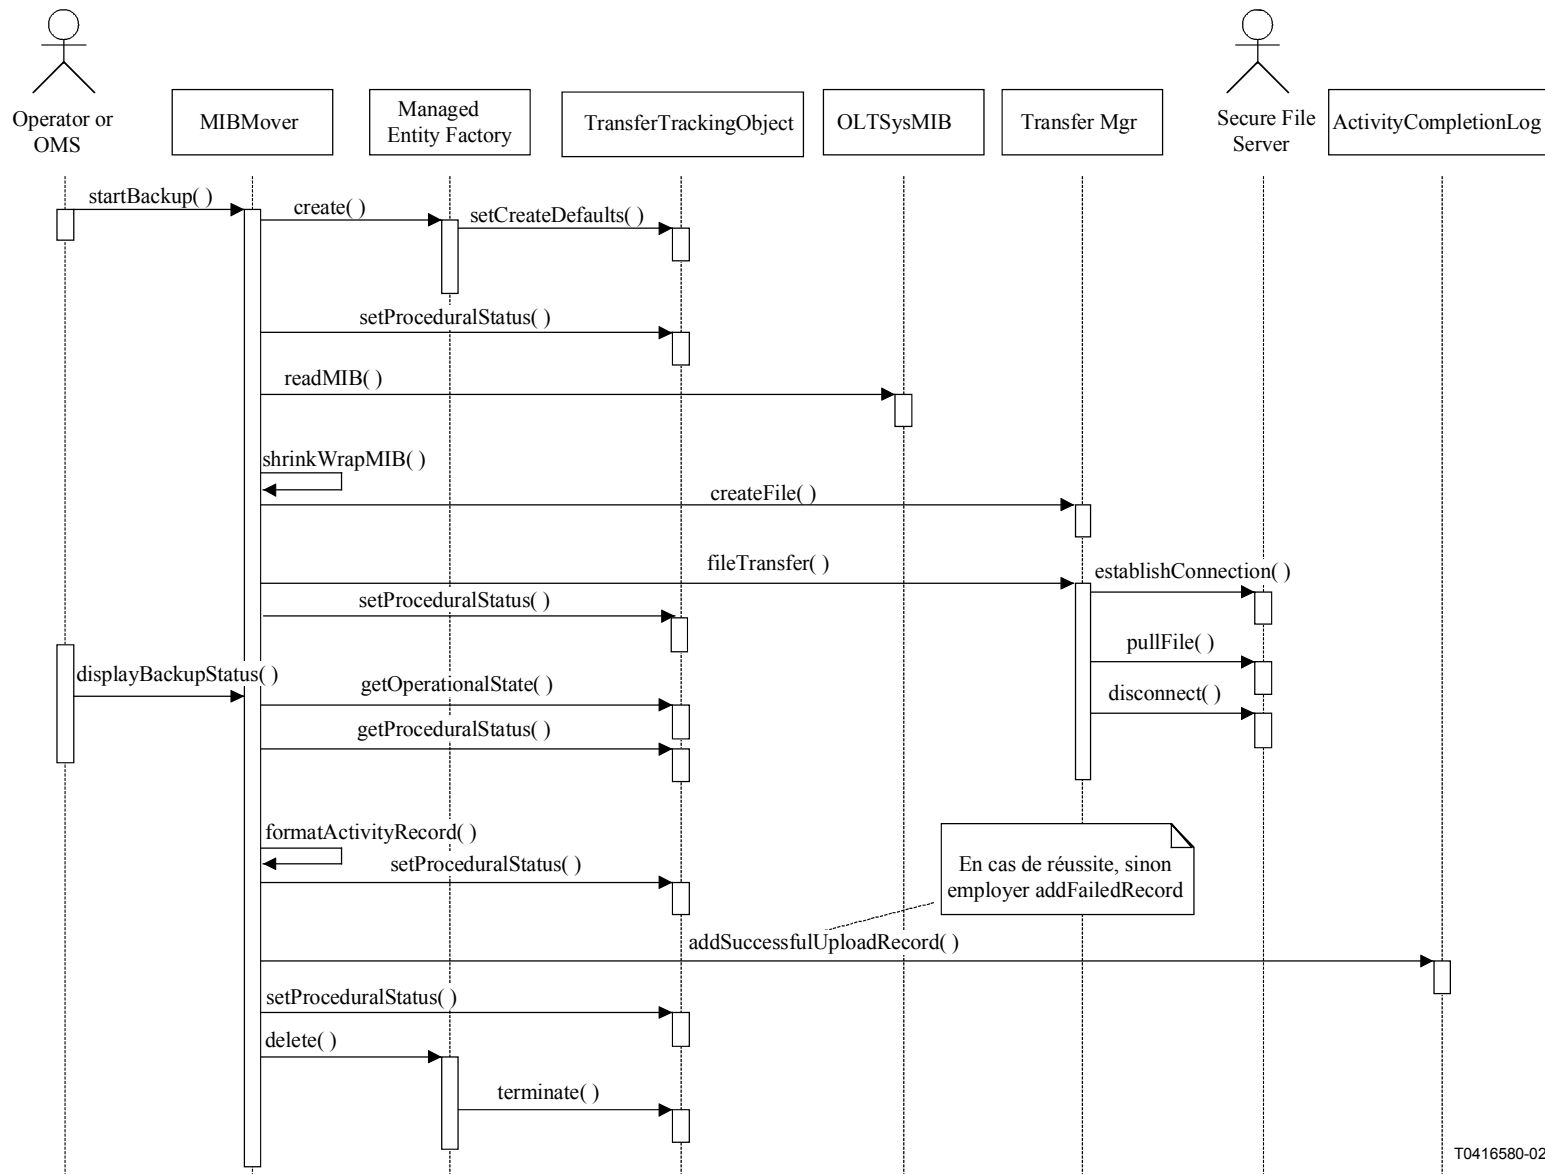 Operator or
OMS
MIBMover
Managed
Entity Factory
TransferTrackingObject
OLTSysMIB
Transfer Mgr
Secure File
Server
ActivityCompletionLog
startBackup( )
create( )
setCreateDefaults( )
setProceduralStatus( )
readMIB( )
shrinkWrapMIB( )
createFile( )
fileTransfer( )
establishConnection( )
setProceduralStatus( )
pullFile( )
displayBackupStatus( )
getOperationalState( )
disconnect( )
getProceduralStatus( )
formatActivityRecord( )
setProceduralStatus( )
En cas de réussite, sinon
employer addFailedRecord
addSuccessfulUploadRecord( )
setProceduralStatus( )
delete( )
terminate( )
T0416580-02